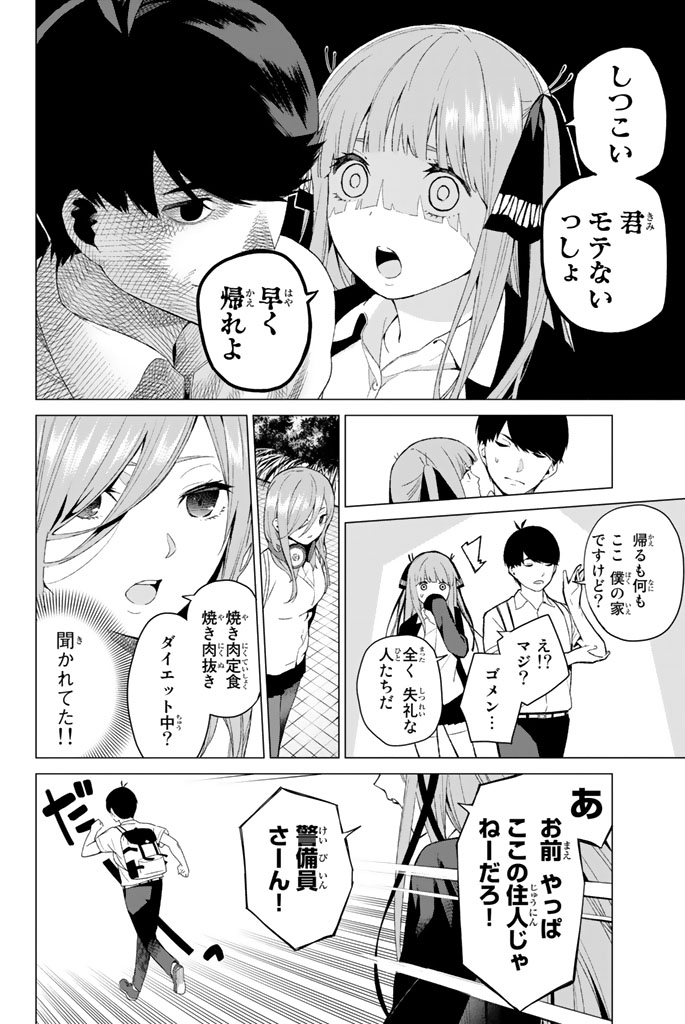 しつこい
君
モテない
っしょ
早く
帰れよ
帰るも何も
ここ 僕の家
ですけど?
え!?
マジ?
ゴメン…
全く 失礼な
人たちだ
焼き肉定食
焼き肉抜き
ダイエット中?
聞かれてた!!
あ
お前 やっぱ
ここの住人じゃ
ねーだろ!
警備員
さーん!
だっ